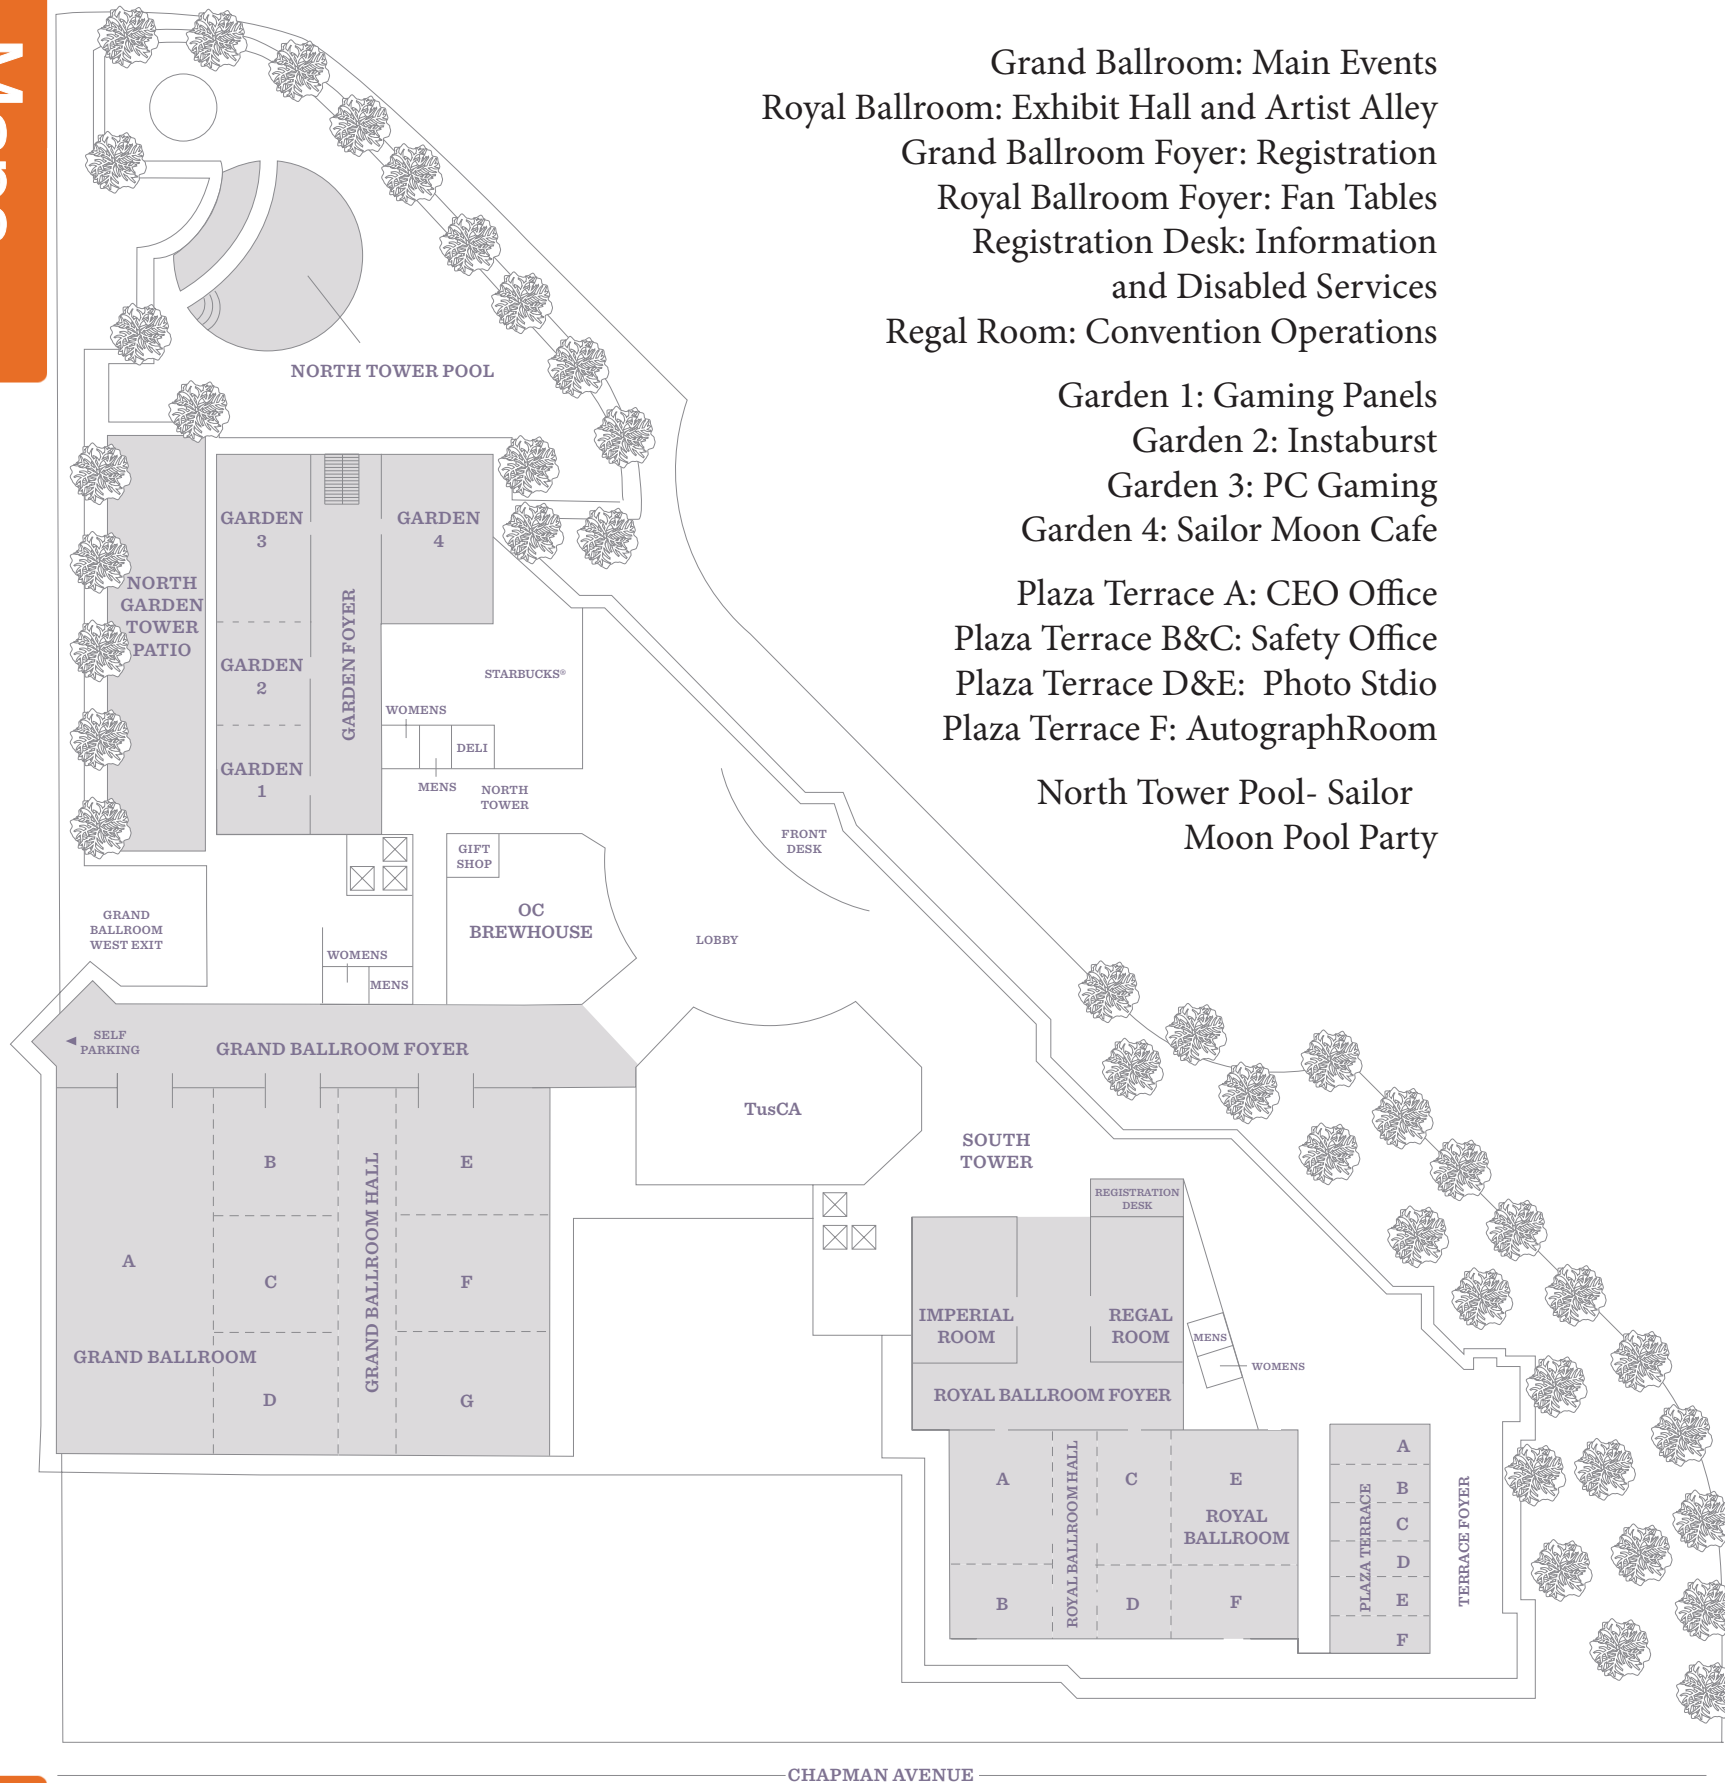 Maps
Grand Ballroom: Main Events
Royal Ballroom: Exhibit Hall and Artist Alley
Grand Ballroom Foyer: Registration
Royal Ballroom Foyer: Fan Tables
Registration Desk: Information
and Disabled Services
Regal Room: Convention Operations
Garden 1: Gaming Panels
Garden 2: Instaburst
Garden 3: PC Gaming
Garden 4: Sailor Moon Cafe
Plaza Terrace A: CEO Office
Plaza Terrace B&C: Safety Office
Plaza Terrace D&E:  Photo Stdio
Plaza Terrace F: AutographRoom
North Tower Pool- Sailor
Moon Pool Party
NORTH TOWER POOL
GARDEN
3
GARDEN
4
NORTH
GARDEN
TOWER
PATIO
GARDEN FOYER
GARDEN
2
STARBUCKS®
WOMENS
DELI
GARDEN
1
MENS
NORTH
TOWER
FRONT
DESK
GIFT
SHOP
OC
BREWHOUSE
GRAND
BALLROOM
WEST EXIT
LOBBY
WOMENS
MENS
SELF
PARKING
GRAND BALLROOM FOYER
TusCA
SOUTH
TOWER
A
B
C
D
GRAND BALLROOM HALL
E
F
G
GRAND BALLROOM
REGISTRATION
DESK
IMPERIAL
ROOM
REGAL
ROOM
MENS
WOMENS
ROYAL BALLROOM FOYER
A
B
ROYAL BALLROOM HALL
C
D
E
ROYAL
BALLROOM
F
PLAZA TERRACE
A
B
C
D
E
F
TERRACE FOYER
CHAPMAN AVENUE